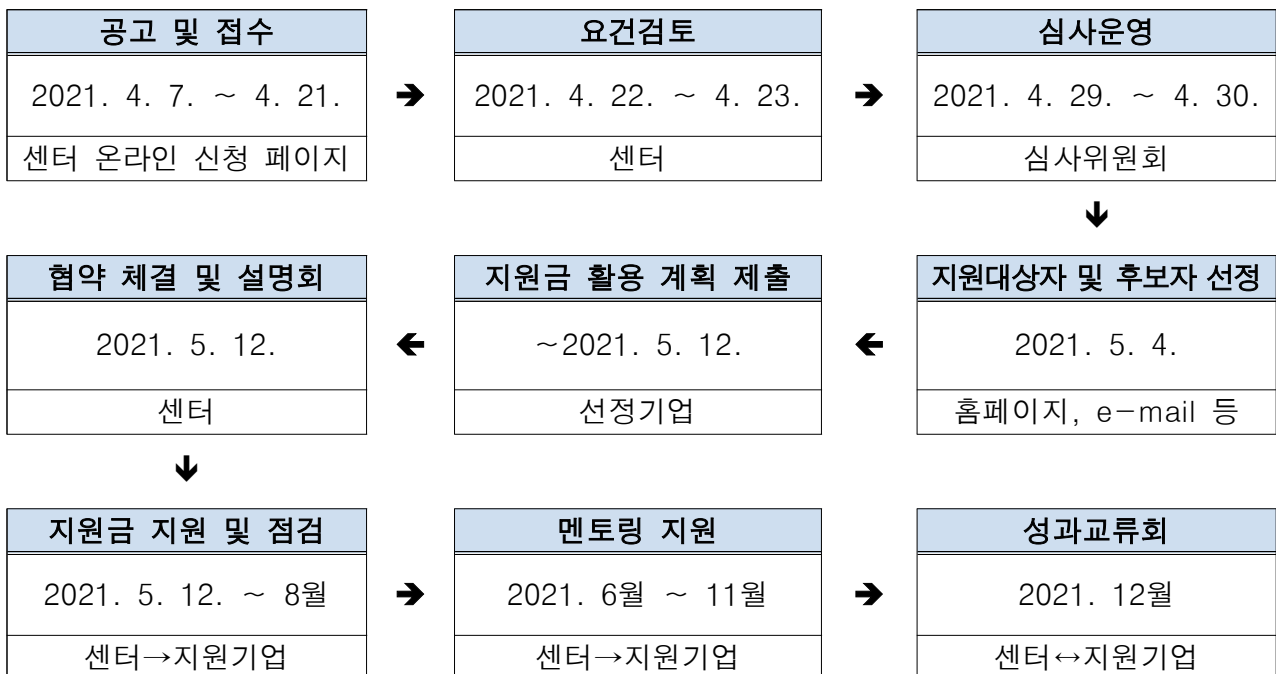 공고 및 접수
2021. 4. 7. ~ 4. 21.
센터 온라인 신청 페이지
➔
요건검토
2021. 4. 22. ~ 4. 23.
센터
➔
심사운영
2021. 4. 29. ~ 4. 30.
심사위원회
🡻
지원대상자 및 후보자 선정
2021. 5. 4.
홈페이지, e-mail 등
🡸
지원금 활용 계획 제출
~2021. 5. 12.
선정기업
🡸
협약 체결 및 설명회
2021. 5. 12.
센터
🡻
지원금 지원 및 점검
2021. 5. 12. ~ 8월
센터→지원기업
➔
멘토링 지원
2021. 6월 ~ 11월
센터→지원기업
➔
성과교류회
2021. 12월
센터↔지원기업